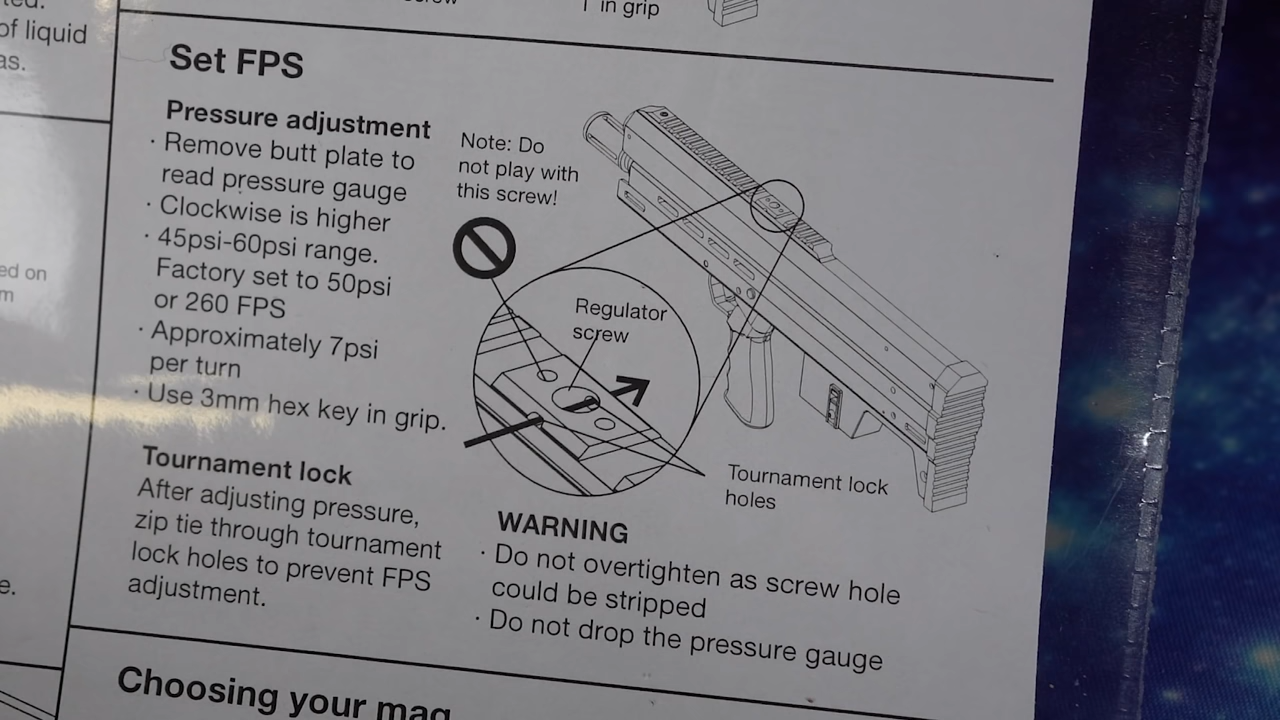 of liquid
as.
in grip
Set FPS
Pressure adjustment
· Remove butt plate to
read pressure gauge
· Clockwise is higher
· 45psi-60psi range.
Factory set to 50psi
or 260 FPS
· Approximately 7psi
per turn
· Use 3mm hex key in grip.
Note: Do
not play with
this screw!
Regulator
screw
Tournament lock
holes
Tournament lock
After adjusting pressure,
zip tie through tournament
lock holes to prevent FPS
adjustment.
WARNING
· Do not overtighten as screw hole
could be stripped
· Do not drop the pressure gauge
ed on
m
e.
Choosing your mag